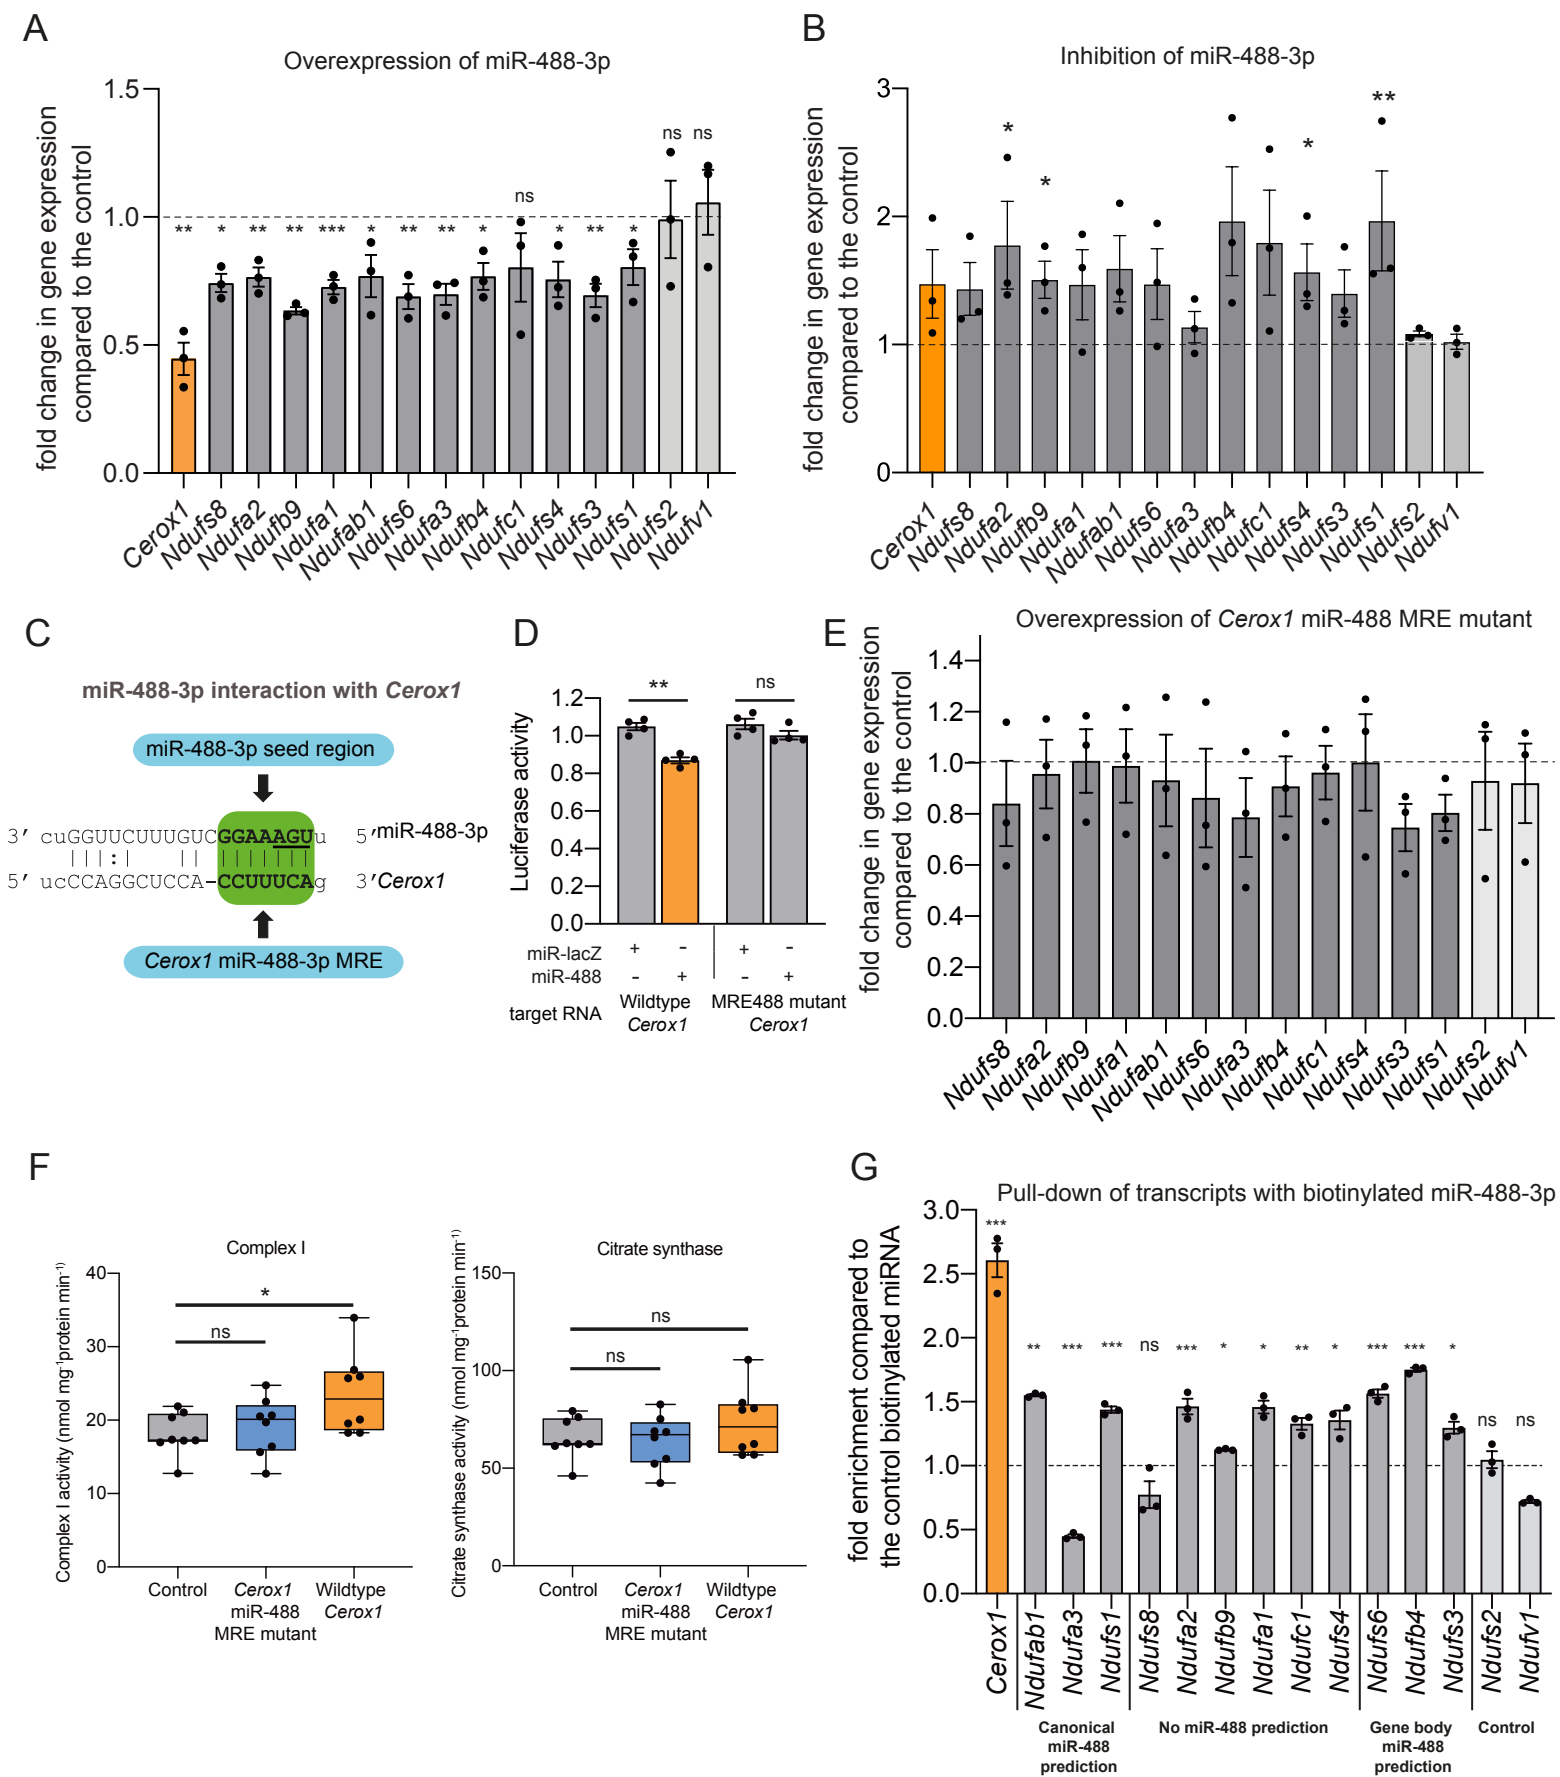 A
Overexpression of miR-488-3p
fold change in gene expression
compared to the control
1.5
1.0
0.5
0.0
** * ** ** *** * ** ** * ns * ** * ns ns
Cerox1 Ndufs8 Ndufa2 Ndufb9 Ndufa1 Ndufab1 Ndufs6 Ndufa3 Ndufb4 Ndufc1 Ndufs4 Ndufs3 Ndufs1 Ndufs2 Ndufv1
B
Inhibition of miR-488-3p
fold change in gene expression
compared to the control
3
2
1
0
* * * **
Cerox1 Ndufs8 Ndufa2 Ndufb9 Ndufa1 Ndufab1 Ndufs6 Ndufa3 Ndufb4 Ndufc1 Ndufs4 Ndufs3 Ndufs1 Ndufs2 Ndufv1
C
miR-488-3p interaction with Cerox1
miR-488-3p seed region
3′ cuGGUUCUUUGUCGGAAAGUu 5′miR-488-3p
|||:| || |||||||
5′ ucCCAGGCUCCA-CCUUUCAg 3′Cerox1
Cerox1 miR-488-3p MRE
D
Luciferase activity
1.2
1.0
0.8
0.6
0.4
0.2
0.0
** ns
miR-lacZ + - + -
miR-488 - + - +
target RNA Wildtype Cerox1 MRE488 mutant Cerox1
E
Overexpression of Cerox1 miR-488 MRE mutant
fold change in gene expression
compared to the control
1.4
1.2
1.0
0.8
0.6
0.4
0.2
0.0
Ndufs8 Ndufa2 Ndufb9 Ndufa1 Ndufab1 Ndufs6 Ndufa3 Ndufb4 Ndufc1 Ndufs4 Ndufs3 Ndufs1 Ndufs2 Ndufv1
F
Complex I
Complex I activity (nmol mg-1protein min-1)
40
30
20
10
0
*
ns
Control Cerox1 miR-488 MRE mutant Wildtype Cerox1
Citrate synthase
Citrate synthase activity (nmol mg-1protein min-1)
150
100
50
0
ns
ns
Control Cerox1 miR-488 MRE mutant Wildtype Cerox1
G
Pull-down of transcripts with biotinylated miR-488-3p
fold enrichment compared to
the control biotinylated miRNA
3.0
2.5
2.0
1.5
1.0
0.5
0.0
*** ** *** *** ns *** * * ** * *** *** * ns ns
Cerox1 Ndufab1 Ndufa3 Ndufs1 Ndufs8 Ndufa2 Ndufb9 Ndufa1 Ndufc1 Ndufs4 Ndufs6 Ndufb4 Ndufs3 Ndufs2 Ndufv1
Canonical miR-488 prediction
No miR-488 prediction
Gene body miR-488 prediction
Control